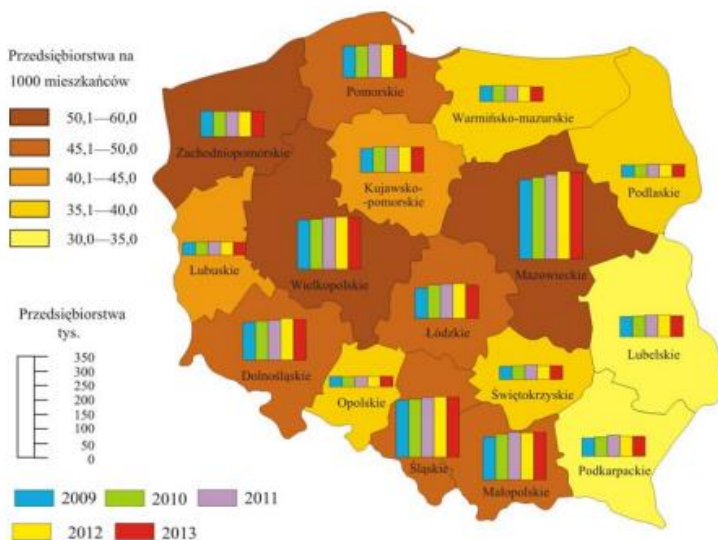 Przedsiębiorstwa na
1000 mieszkańców
50,1—60,0
45,1—50,0
40,1—45,0
35,1—40,0
30,0—35,0
Przedsiębiorstwa
tys.
350
300
250
200
150
100
50
0
2009
2010
2011
2012
2013
Pomorskie
Warmińsko-mazurskie
Zachodniopomorskie
Kujawsko-
-pomorskie
Podlaskie
Lubuskie
Wielkopolskie
Mazowieckie
Łódzkie
Lubelskie
Dolnośląskie
Opolskie
Świętokrzyskie
Śląskie
Małopolskie
Podkarpackie